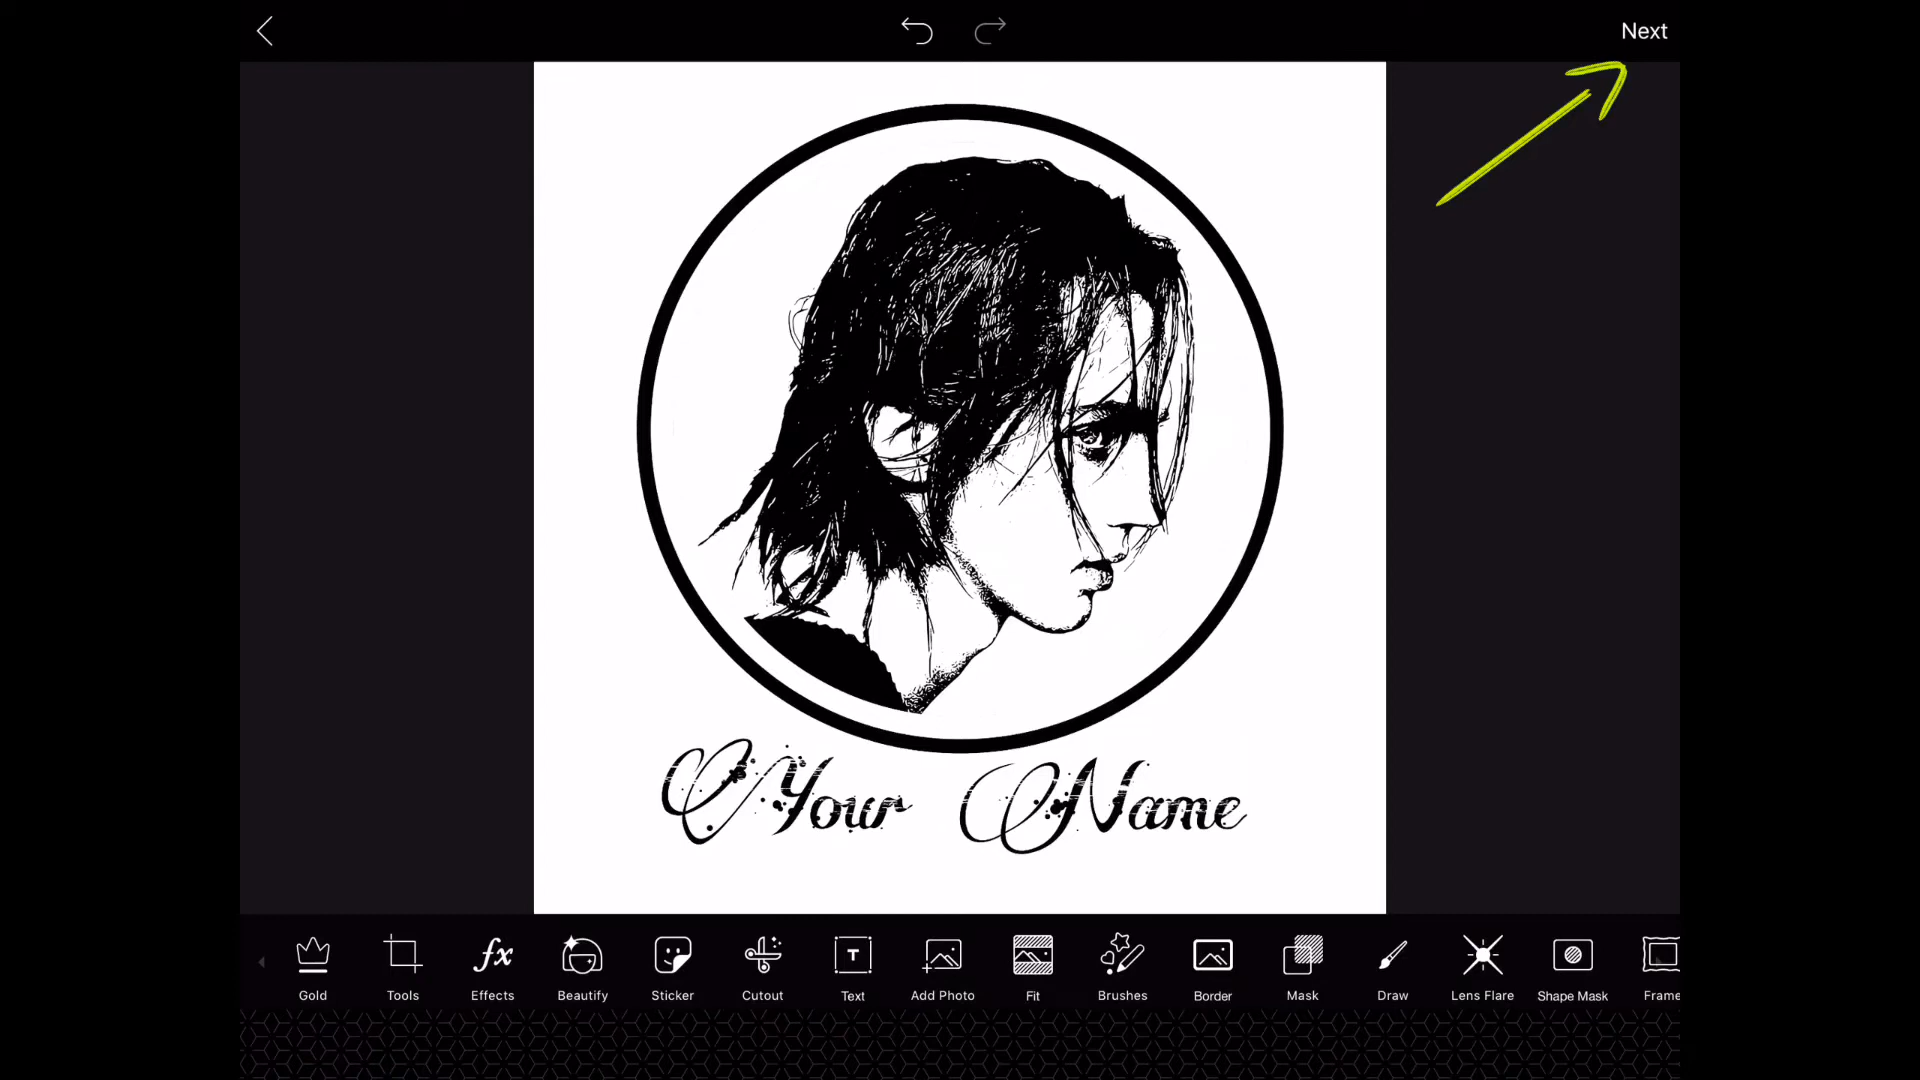 Next
Your Name
Gold
Tools
fx
Effects
Beautify
Sticker
Cutout
T
Text
Add Photo
Fit
Brushes
Border
Mask
Draw
Lens Flare
Shape Mask
Frame